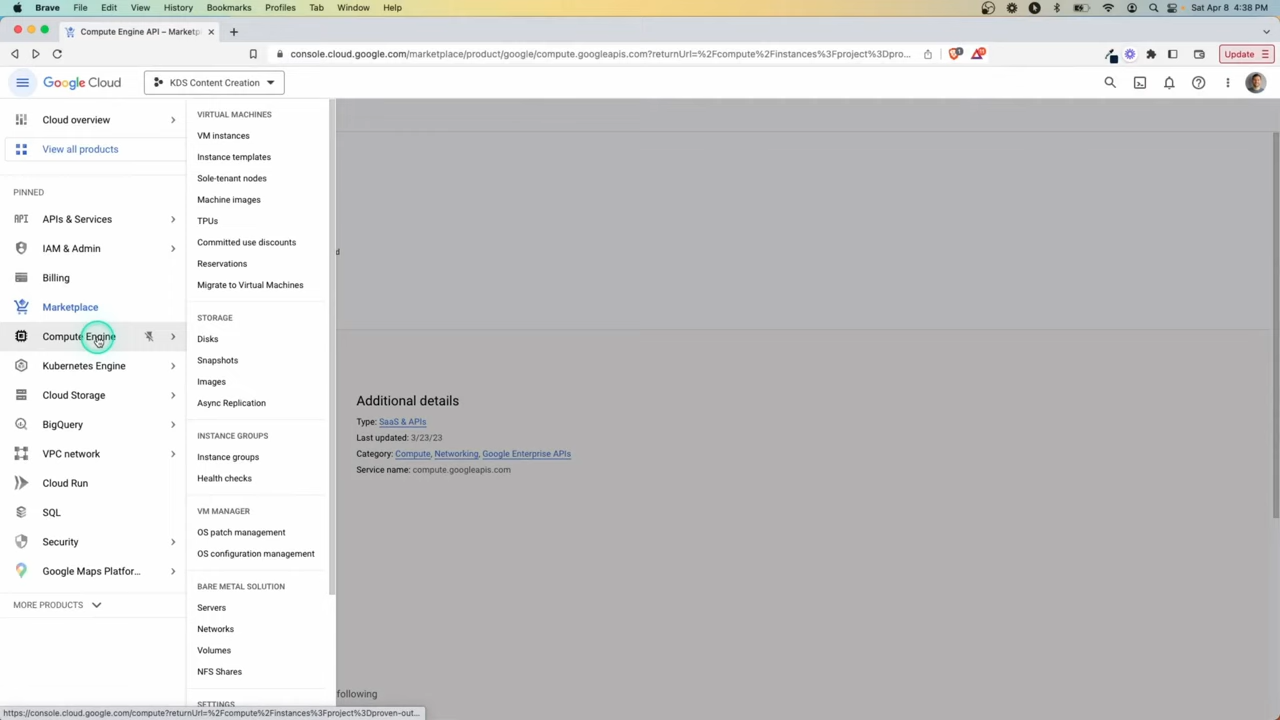 Brave File Edit View History Bookmarks Profiles Tab Window Help
Sat Apr 8 4:38 PM
Compute Engine API – Marketp
console.cloud.google.com/marketplace/product/google/compute.googleapis.com?returnUrl=%2Fcompute%2Finstances%3Fproject%3Dpro...
Update
Google Cloud
KDS Content Creation
Cloud overview
View all products
PINNED
API APIs & Services
IAM & Admin
Billing
Marketplace
Compute Engine
Kubernetes Engine
Cloud Storage
BigQuery
VPC network
Cloud Run
SQL
Security
Google Maps Platfor...
MORE PRODUCTS
VIRTUAL MACHINES
VM instances
Instance templates
Sole-tenant nodes
Machine images
TPUs
Committed use discounts
Reservations
Migrate to Virtual Machines
STORAGE
Disks
Snapshots
Images
Async Replication
INSTANCE GROUPS
Instance groups
Health checks
VM MANAGER
OS patch management
OS configuration management
BARE METAL SOLUTION
Servers
Networks
Volumes
NFS Shares
SETTINGS
d
Additional details
Type: SaaS & APIs
Last updated: 3/23/23
Category: Compute, Networking, Google Enterprise APIs
Service name: compute.googleapis.com
following
https://console.cloud.google.com/compute?returnUrl=%2Fcompute%2Finstances%3Fproject%3Dproven-out...